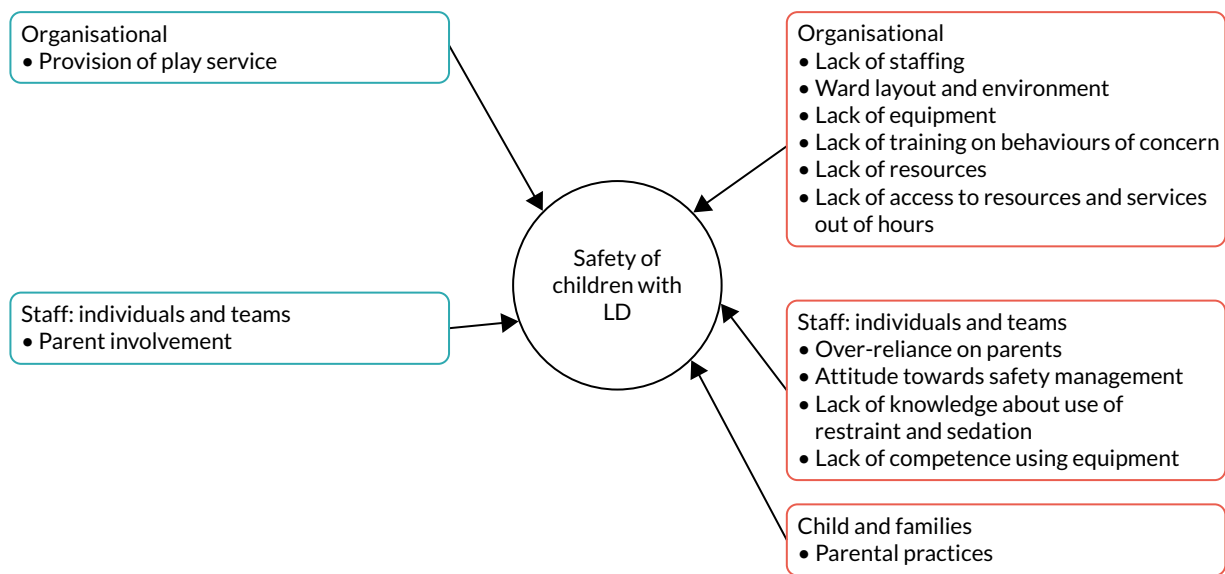 Organisational
• Provision of play service
Staff: individuals and teams
• Parent involvement
Safety of
children with
LD
Organisational
• Lack of staffing
• Ward layout and environment
• Lack of equipment
• Lack of training on behaviours of concern
• Lack of resources
• Lack of access to resources and services
out of hours
Staff: individuals and teams
• Over-reliance on parents
• Attitude towards safety management
• Lack of knowledge about use of
restraint and sedation
• Lack of competence using equipment
Child and families
• Parental practices